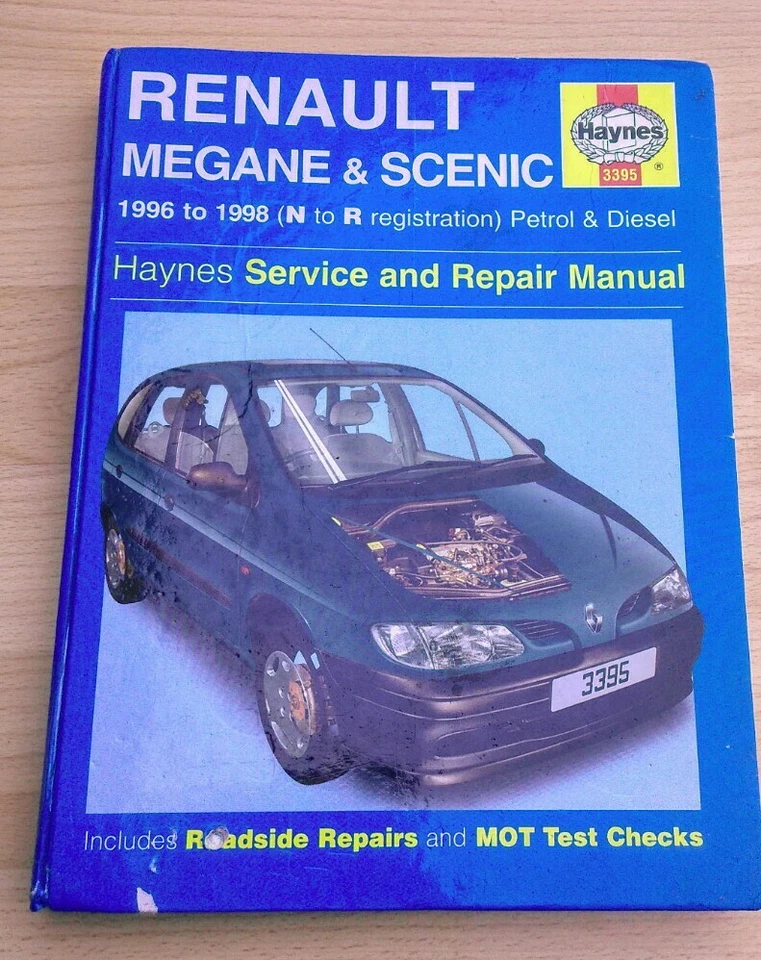 RENAULT
MEGANE & SCENIC
Haynes
3395
®
1996 to 1998 (N to R registration) Petrol & Diesel
Haynes Service and Repair Manual
3395
Includes Roadside Repairs and MOT Test Checks